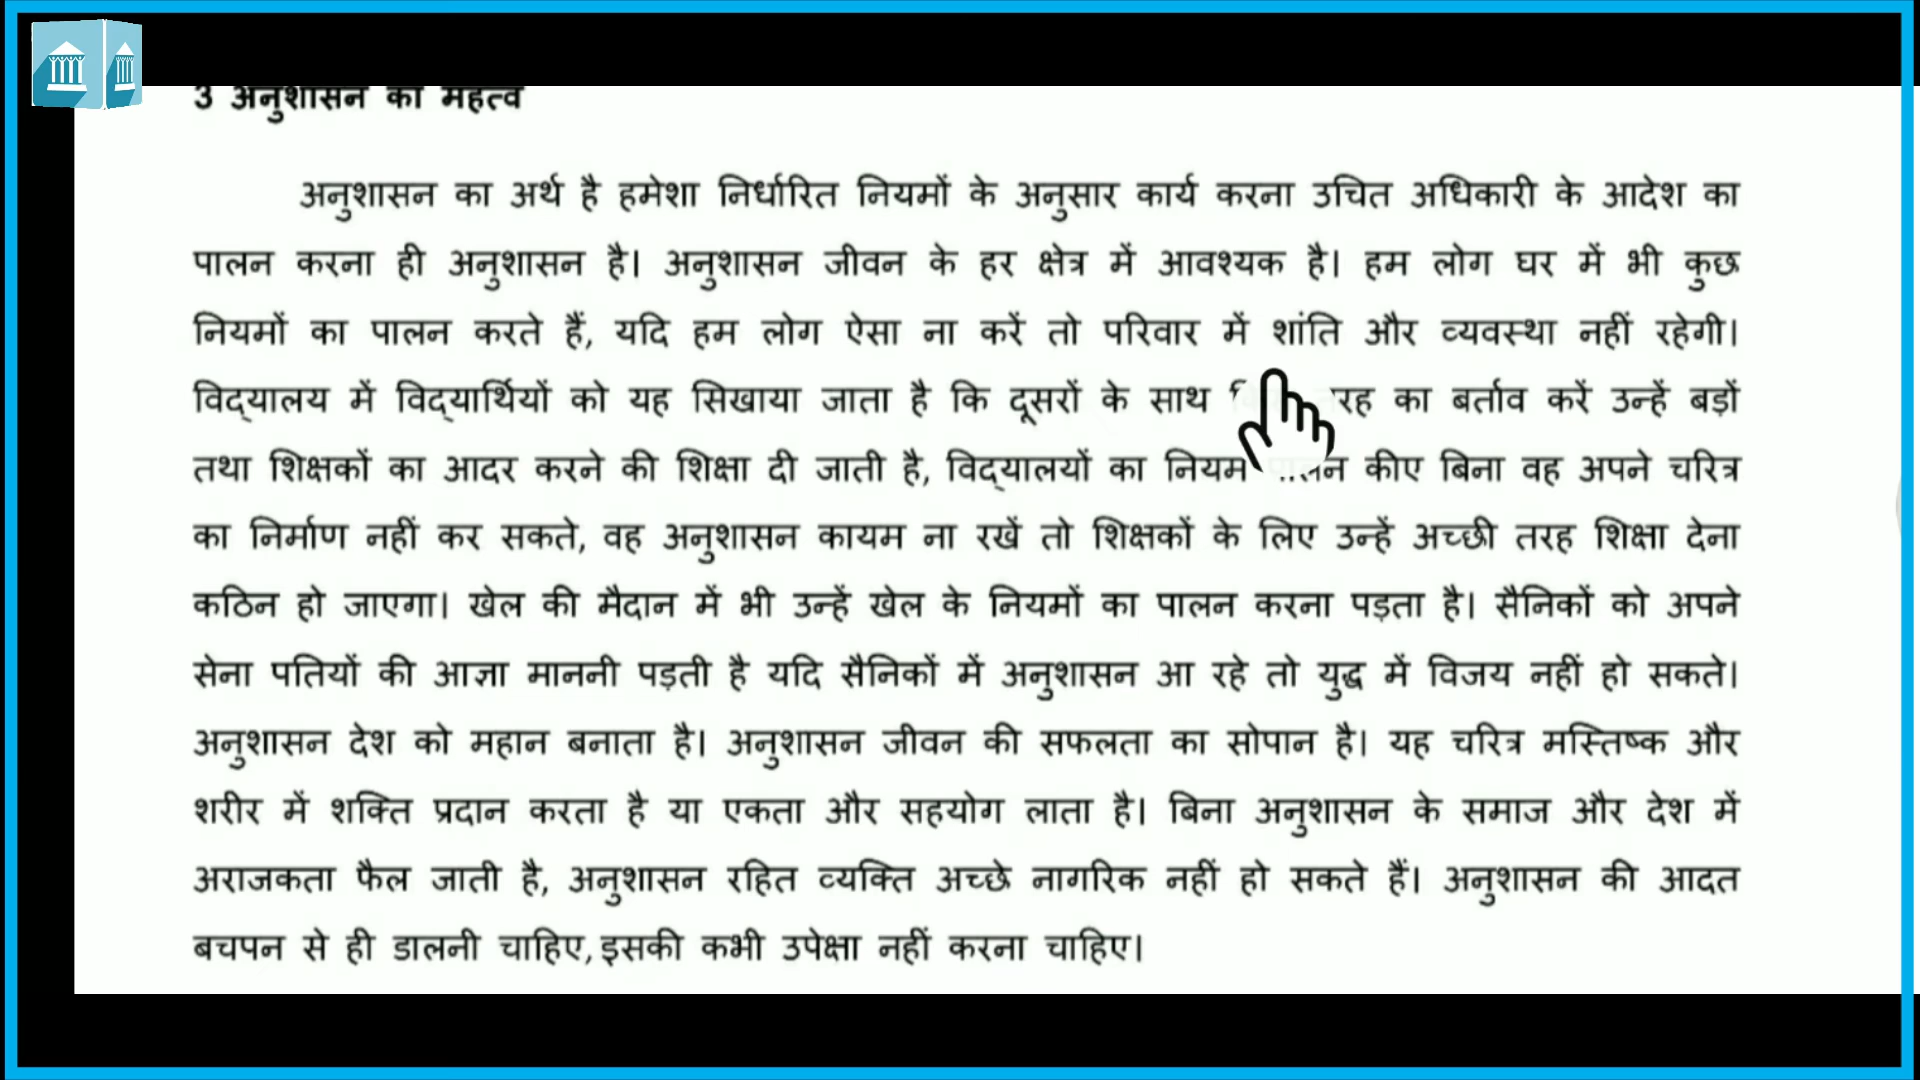 3 अनुशासन का महत्व
अनुशासन का अर्थ है हमेशा निर्धारित नियमों के अनुसार कार्य करना उचित अधिकारी के आदेश का
पालन करना ही अनुशासन है। अनुशासन जीवन के हर क्षेत्र में आवश्यक है। हम लोग घर में भी कुछ
नियमों का पालन करते हैं, यदि हम लोग ऐसा ना करें तो परिवार में शांति और व्यवस्था नहीं रहेगी।
विद्यालय में विद्यार्थियों को यह सिखाया जाता है कि दूसरों के साथ का बर्ताव करें उन्हें बड़ों
तथा शिक्षकों का आदर करने की शिक्षा दी जाती है, विद्यालयों का नियम कीए बिना वह अपने चरित्र
का निर्माण नहीं कर सकते, वह अनुशासन कायम ना रखें तो शिक्षकों के लिए उन्हें अच्छी तरह शिक्षा देना
कठिन हो जाएगा। खेल की मैदान में भी उन्हें खेल के नियमों का पालन करना पड़ता है। सैनिकों को अपने
सेना पतियों की आज्ञा माननी पड़ती है यदि सैनिकों में अनुशासन आ रहे तो युद्ध में विजय नहीं हो सकते।
अनुशासन देश को महान बनाता है। अनुशासन जीवन की सफलता का सोपान है। यह चरित्र मस्तिष्क और
शरीर में शक्ति प्रदान करता है या एकता और सहयोग लाता है। बिना अनुशासन के समाज और देश में
अराजकता फैल जाती है, अनुशासन रहित व्यक्ति अच्छे नागरिक नहीं हो सकते हैं। अनुशासन की आदत
बचपन से ही डालनी चाहिए, इसकी कभी उपेक्षा नहीं करना चाहिए।